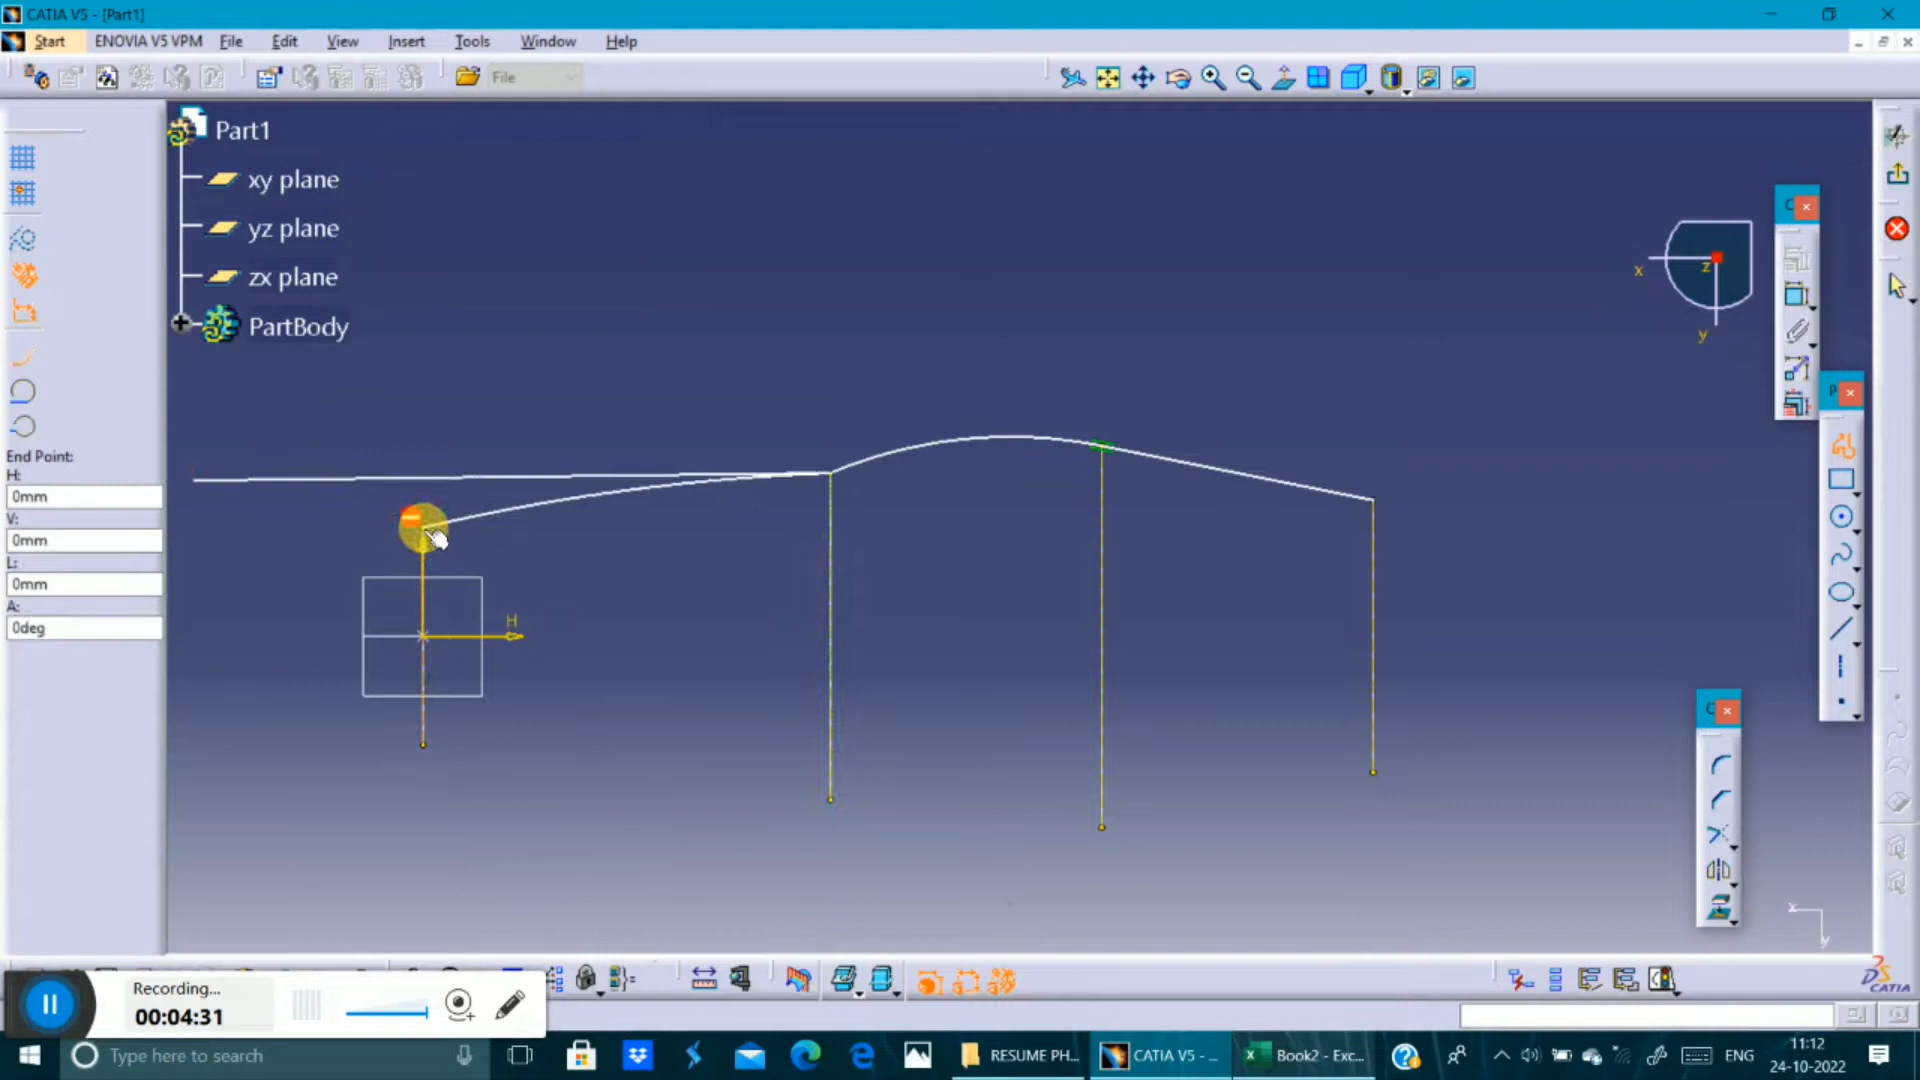 CATIA V5 - [Part1]
Start ENOVIA V5 VPM File Edit View Insert Tools Window Help
File
Part1
xy plane
yz plane
zx plane
PartBody
x
z
y
C
P
End Point:
H:
0mm
V:
0mm
L:
0mm
A:
0deg
H
C
x
y
Recording...
00:04:31
DS
CATIA
Type here to search
RESUME PH...
CATIA V5 - ...
Book2 - Exc...
ENG
11:12
24-10-2022